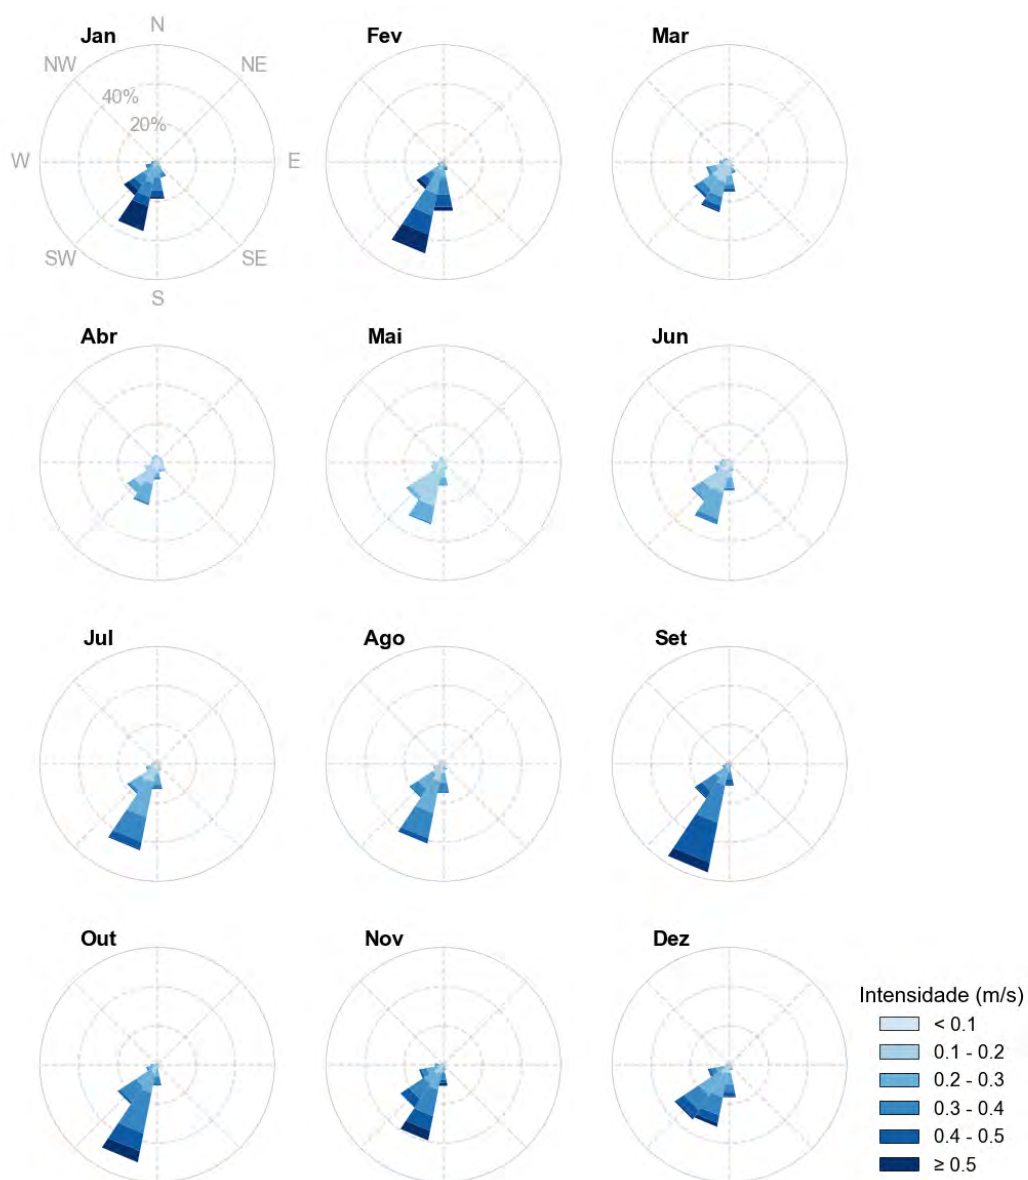 Jan
N
Fev
Mar
NW
NE
40%
20%
W
E
SW
SE
S
Abr
Mai
Jun
Jul
Ago
Set
Out
Nov
Dez
Intensidade (m/s)
< 0.1
0.1 - 0.2
0.2 - 0.3
0.3 - 0.4
0.4 - 0.5
≥ 0.5